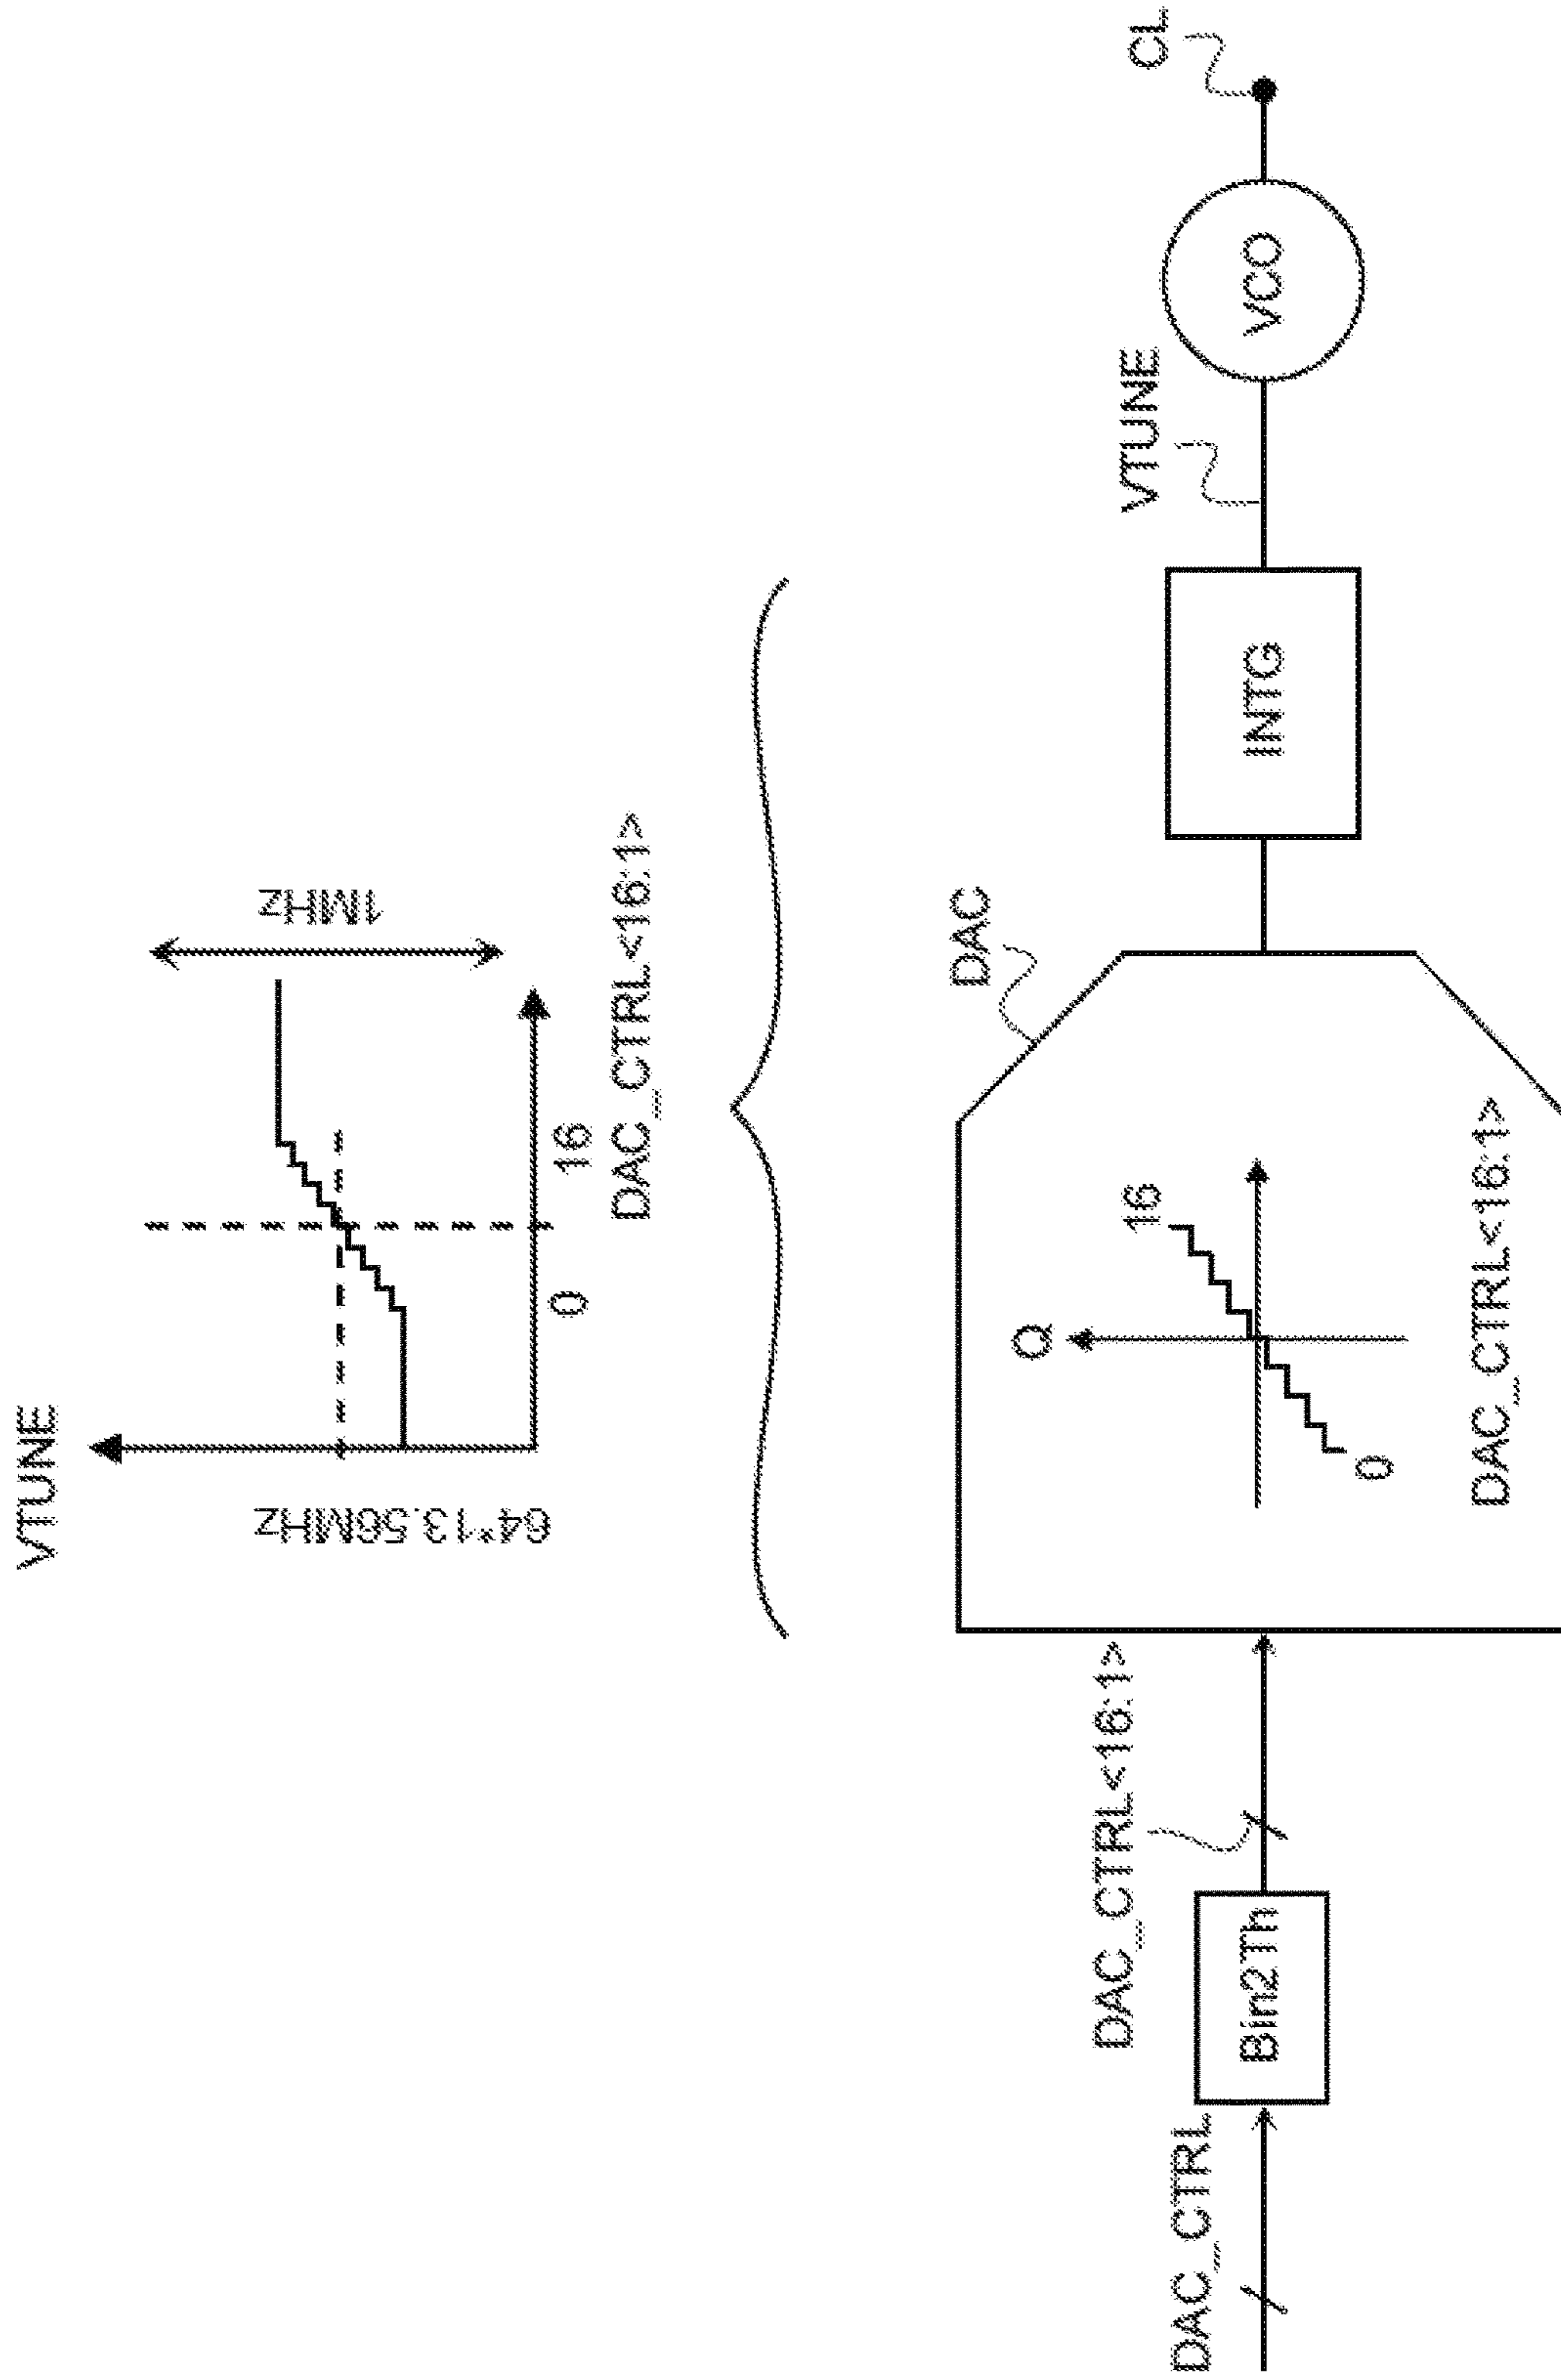 VTUNE
64*13.56MHz
1MHz
0
16
DAC_CTRL<16:1>
DAC_CTRL
Bin2Th
DAC_CTRL<16:1>
DAC
Q
16
0
DAC_CTRL<16:1>
INTG
VTUNE
VCO
CL